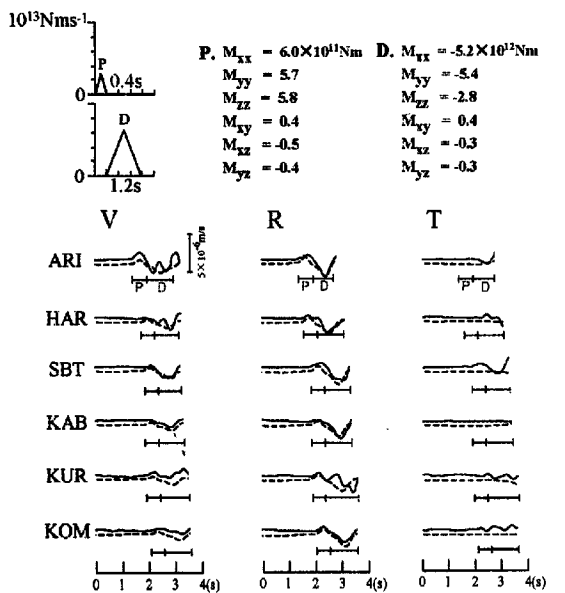 10¹³Nms⁻¹
P
0.4s
0
D
0
1.2s
P. Mxx = 6.0×10¹¹Nm
Myy = 5.7
Mzz = 5.8
Mxy = 0.4
Mxz = -0.5
Myz = -0.4
D. Mxx = -5.2×10¹²Nm
Myy = -5.4
Mzz = -2.8
Mxy = 0.4
Mxz = -0.3
Myz = -0.3
V R T
5×10⁻⁶m/s
ARI
P D P D P D
HAR
SBT
KAB
KUR
KOM
0 1 2 3 4(s) 0 1 2 3 4(s) 0 1 2 3 4(s)